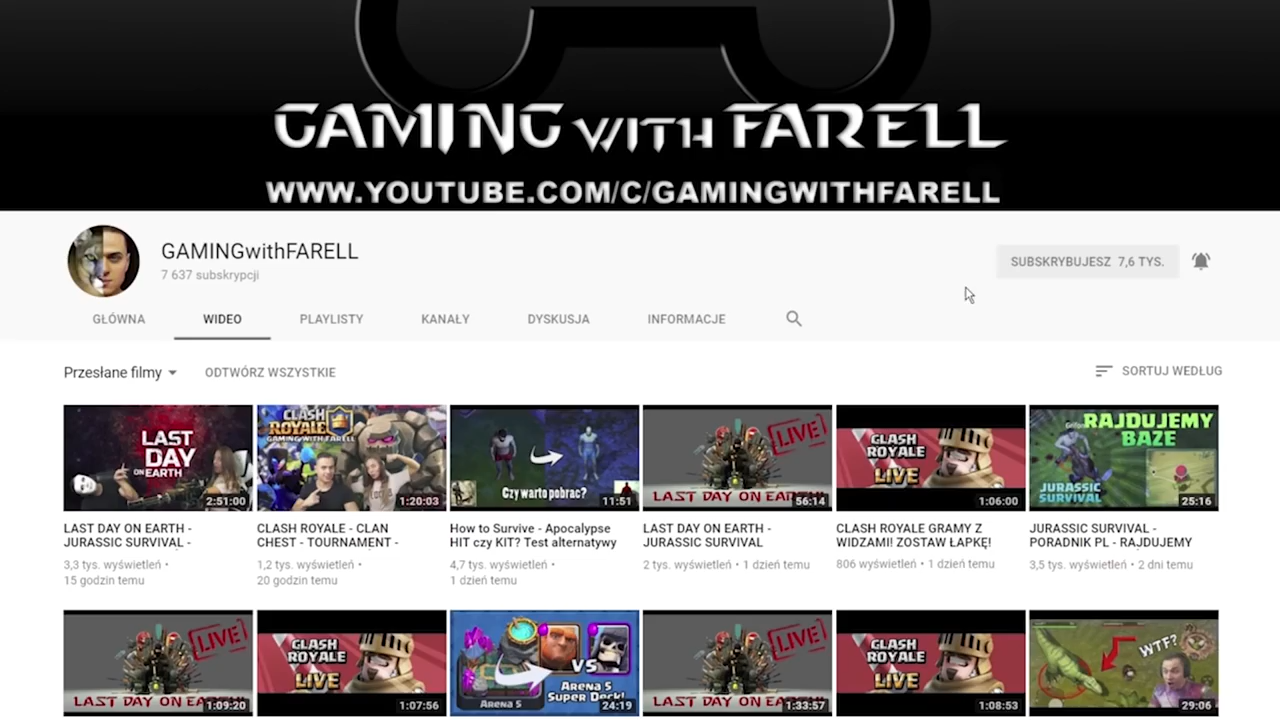 GAMING WITH FARELL
WWW.YOUTUBE.COM/C/GAMINGWITHFARELL
GAMINGwithFARELL
7 637 subskrypcji
SUBSKRYBUJESZ 7,6 TYS.
GŁÓWNA WIDEO PLAYLISTY KANAŁY DYSKUSJA INFORMACJE
Przesłane filmy ODTWÓRZ WSZYSTKIE SORTUJ WEDŁUG
LAST DAY ON EARTH 2:51:00
CLASH ROYALE GAMING WITH FARELL 1:20:03
Czy warto pobrac? 11:51
LIVE LAST DAY ON EARTH 56:14
CLASH ROYALE LIVE 1:06:00
RAJDUJEMY BAZE JURASSIC SURVIVAL 25:16
LAST DAY ON EARTH -
JURASSIC SURVIVAL -
3,3 tys. wyświetleń •
15 godzin temu
CLASH ROYALE - CLAN
CHEST - TOURNAMENT -
1,2 tys. wyświetleń •
20 godzin temu
How to Survive - Apocalypse
HIT czy KIT? Test alternatywy
4,7 tys. wyświetleń •
1 dzień temu
LAST DAY ON EARTH -
JURASSIC SURVIVAL
2 tys. wyświetleń • 1 dzień temu
CLASH ROYALE GRAMY Z
WIDZAMI! ZOSTAW ŁAPKĘ!
806 wyświetleń • 1 dzień temu
JURASSIC SURVIVAL -
PORADNIK PL - RAJDUJEMY
3,5 tys. wyświetleń • 2 dni temu
LIVE LAST DAY ON EA 1:09:20
CLASH ROYALE LIVE 1:07:56
VS Arena 5 Arena 5 Super Deck! 24:19
LIVE LAST DAY ON EA 1:33:57
CLASH ROYALE LIVE 1:08:53
WTF? 29:06